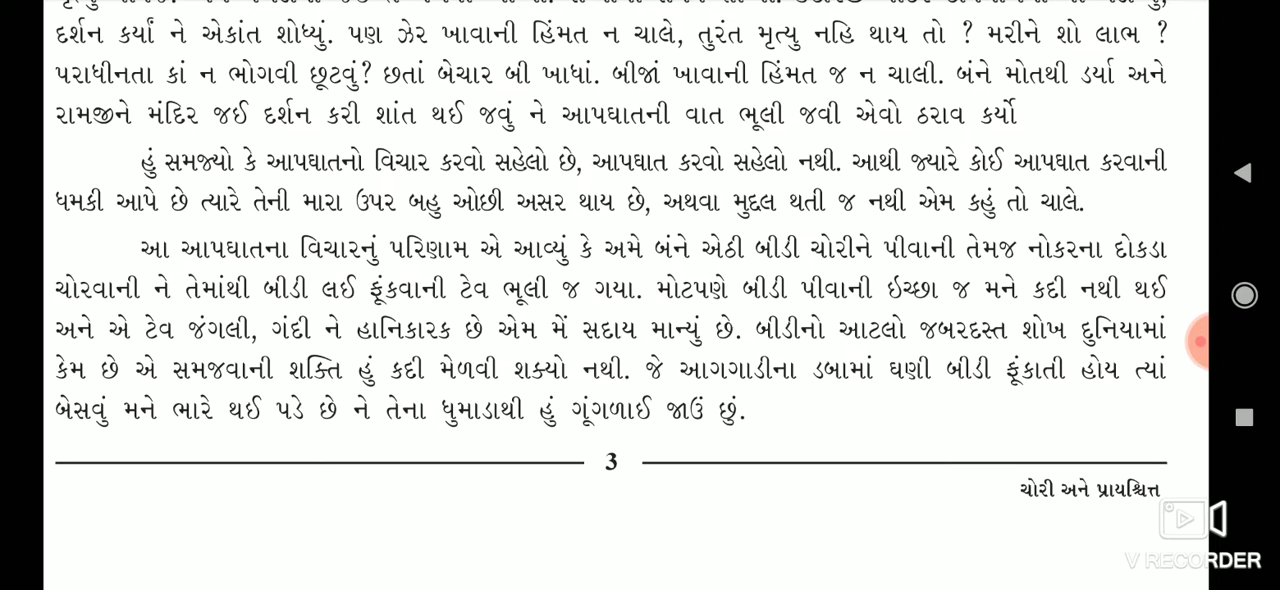 દર્શન કર્યાં ને એકાંત શોધ્યું. પણ ઝેર ખાવાની હિંમત ન ચાલે, તુરંત મૃત્યુ નહિ થાય તો ? મરીને શો લાભ ?
પરાધીનતા કાં ન ભોગવી છૂટવું? છતાં બેચાર બી ખાધાં. બીજાં ખાવાની હિંમત જ ન ચાલી. બંને મોતથી ડર્યા અને
રામજીને મંદિર જઈ દર્શન કરી શાંત થઈ જવું ને આપઘાતની વાત ભૂલી જવી એવો ઠરાવ કર્યો
હું સમજ્યો કે આપઘાતનો વિચાર કરવો સહેલો છે, આપઘાત કરવો સહેલો નથી. આથી જ્યારે કોઈ આપઘાત કરવાની
ધમકી આપે છે ત્યારે તેની મારા ઉપર બહુ ઓછી અસર થાય છે, અથવા મુદ્દલ થતી જ નથી એમ કહું તો ચાલે.
આ આપઘાતના વિચારનું પરિણામ એ આવ્યું કે અમે બંને એઠી બીડી ચોરીને પીવાની તેમજ નોકરના દોકડા
ચોરવાની ને તેમાંથી બીડી લઈ ફૂંકવાની ટેવ ભૂલી જ ગયા. મોટપણે બીડી પીવાની ઇચ્છા જ મને કદી નથી થઈ
અને એ ટેવ જંગલી, ગંદી ને હાનિકારક છે એમ મેં સદાય માન્યું છે. બીડીનો આટલો જબરદસ્ત શોખ દુનિયામાં
કેમ છે એ સમજવાની શક્તિ હું કદી મેળવી શક્યો નથી. જે આગગાડીના ડબામાં ઘણી બીડી ફૂંકાતી હોય ત્યાં
બેસવું મને ભારે થઈ પડે છે ને તેના ધુમાડાથી હું ગૂંગળાઈ જાઉં છું.
3
ચોરી અને પ્રાયશ્ચિત્ત
V RECORDER